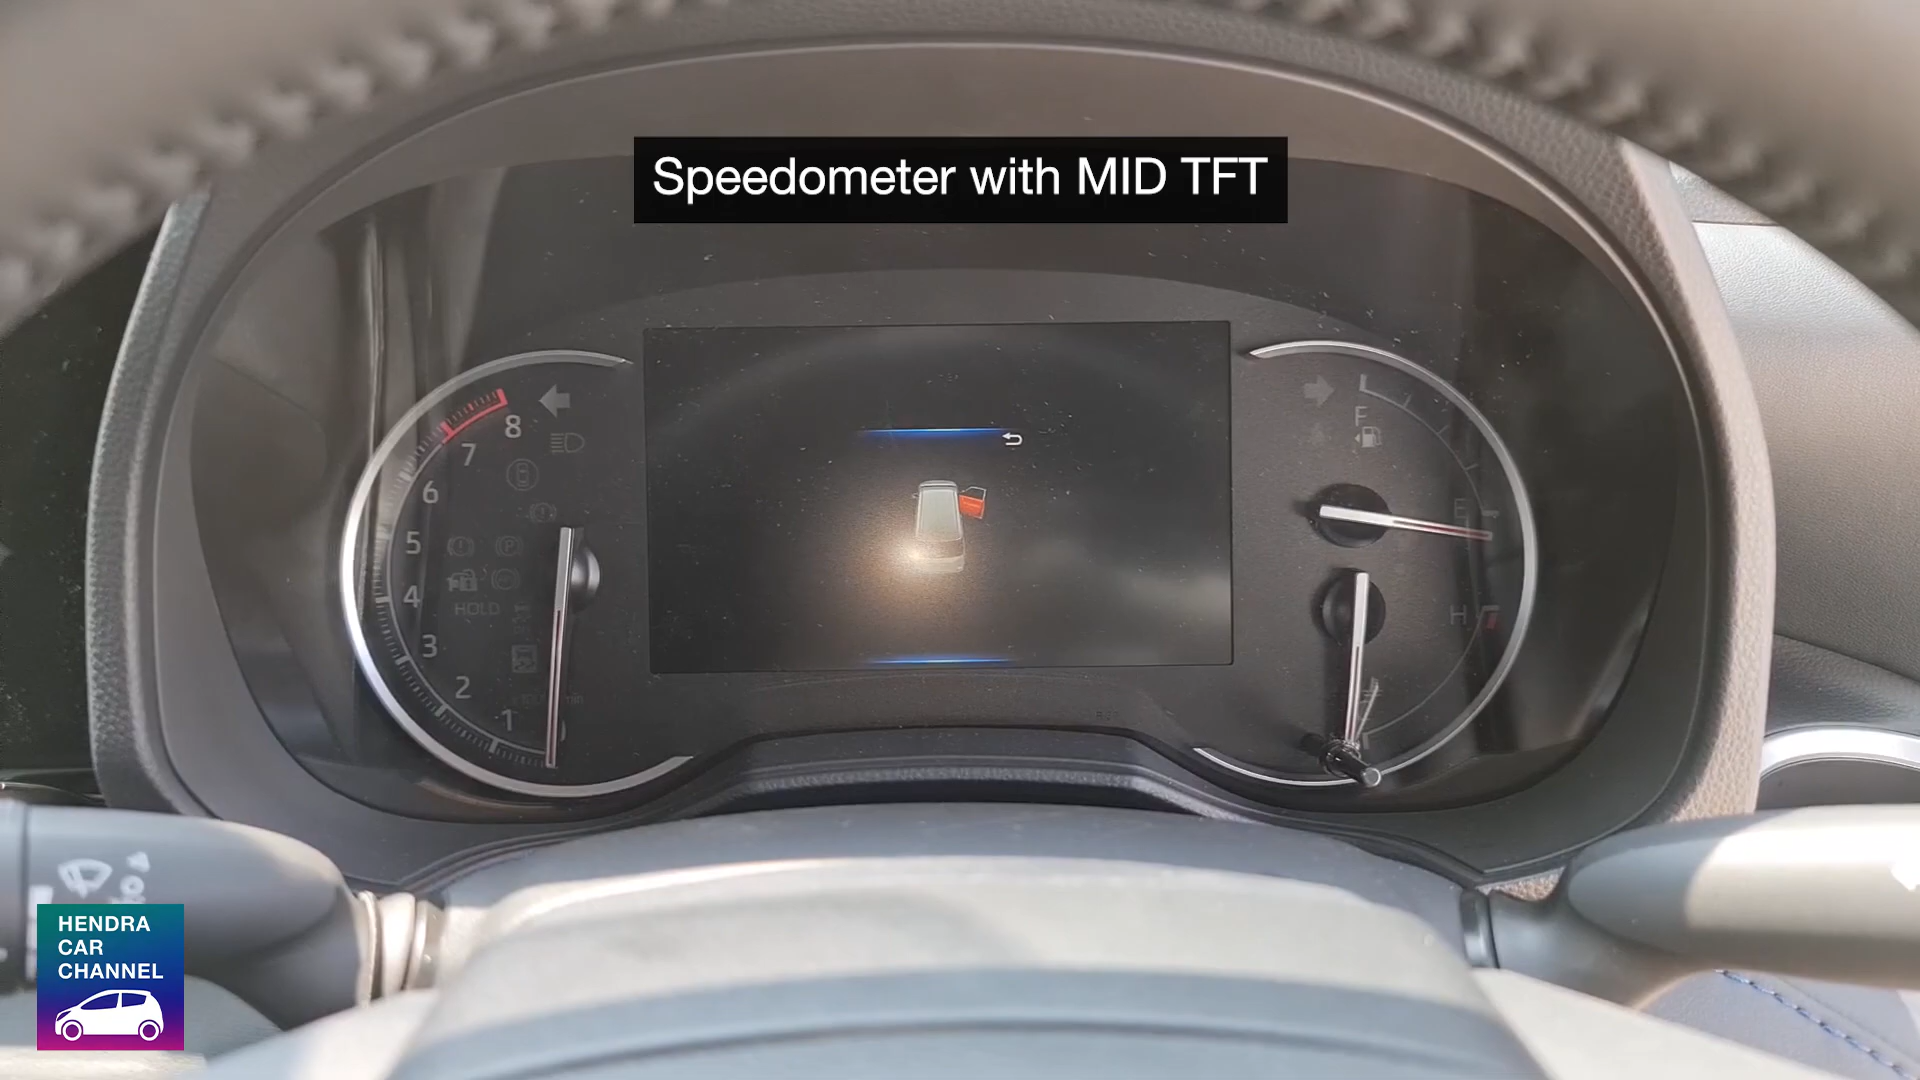 Speedometer with MID TFT
8
7
6
5
4
3
2
1
HOLD
F
E
H
HENDRA
CAR
CHANNEL